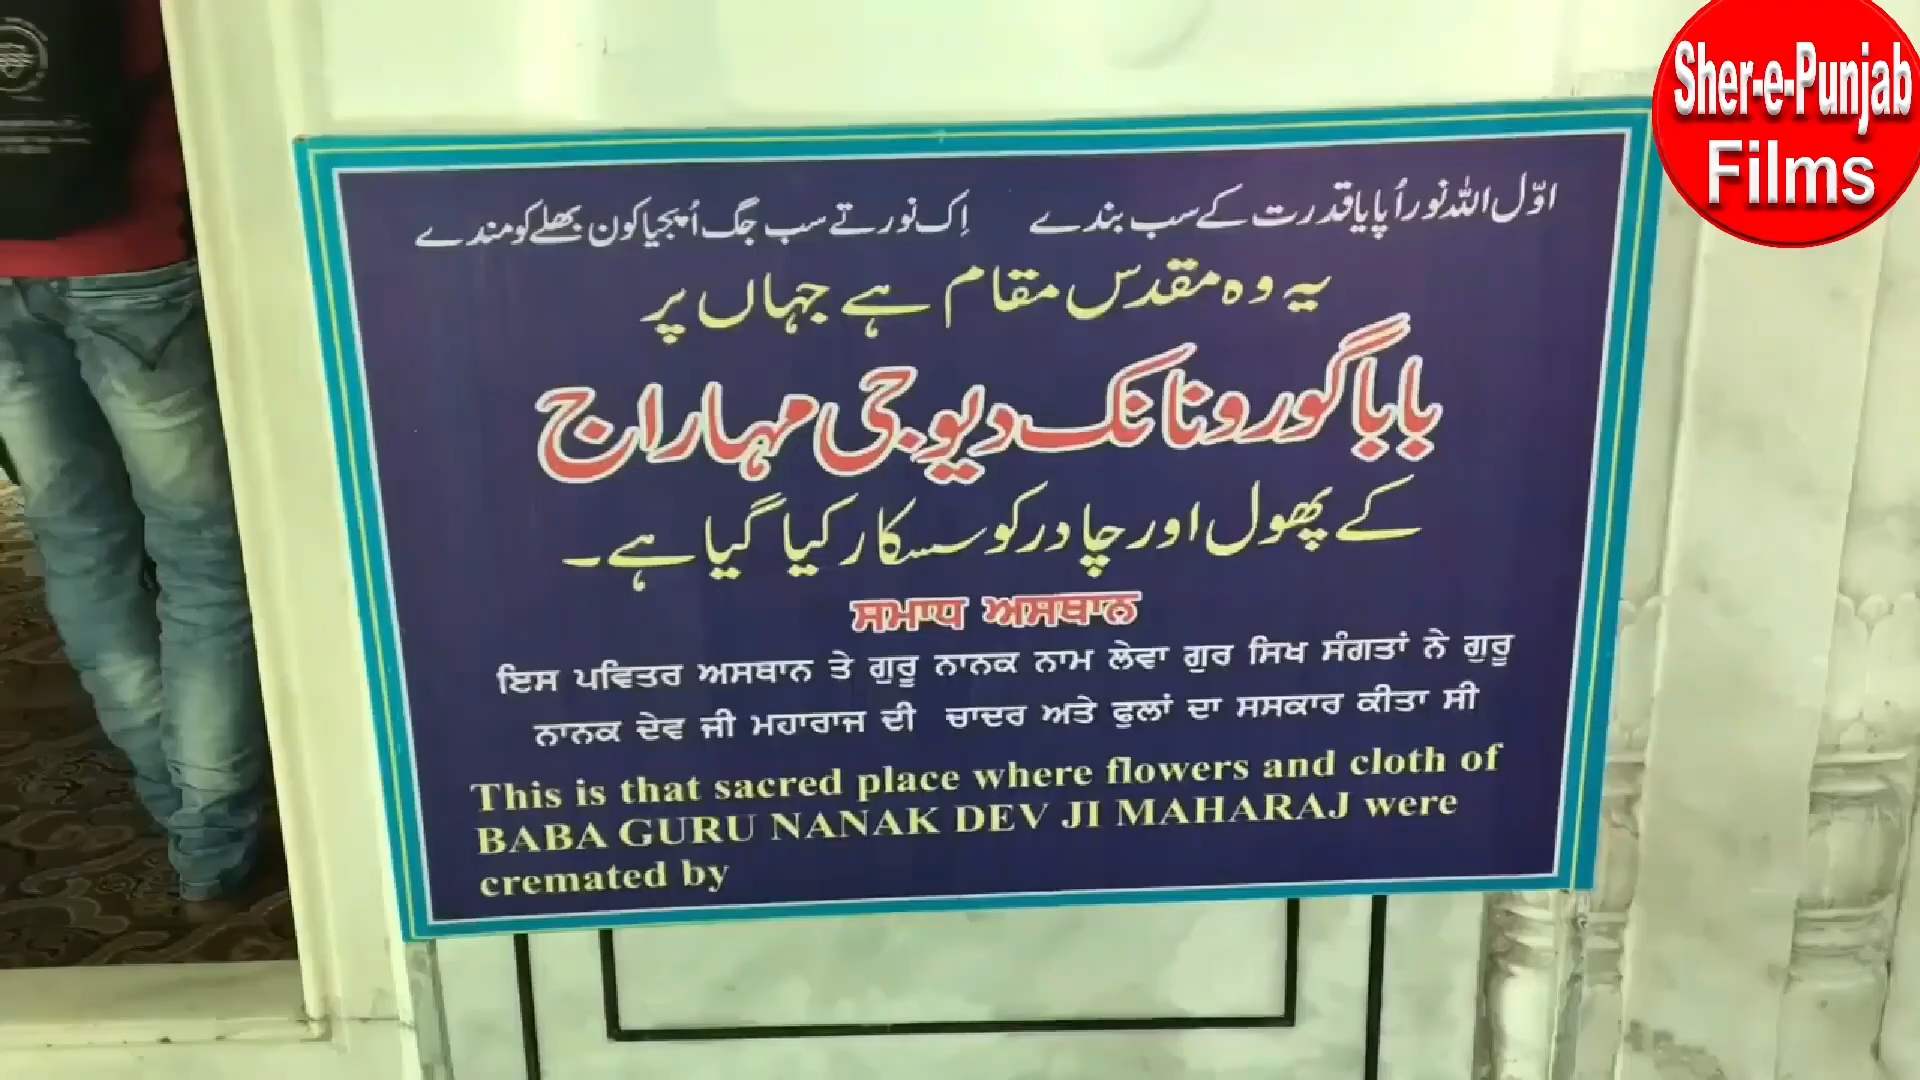 Sher-e-Punjab
Films
اوّل اللہ نور اُپایا قدرت کے سب بندے اِک نور تے سب جگ اُپجیا کون بھلے کو مندے
یہ وہ مقدس مقام ہے جہاں پر
بابا گورونانک دیو جی مہاراج
کے پھول اور چادر کو سسکار کیا گیا ہے۔
ਸਮਾਧ ਅਸਥਾਨ
ਇਸ ਪਵਿਤਰ ਅਸਥਾਨ ਤੇ ਗੁਰੂ ਨਾਨਕ ਨਾਮ ਲੇਵਾ ਗੁਰ ਸਿਖ ਸੰਗਤਾਂ ਨੇ ਗੁਰੂ
ਨਾਨਕ ਦੇਵ ਜੀ ਮਹਾਰਾਜ ਦੀ ਚਾਦਰ ਅਤੇ ਫੁਲਾਂ ਦਾ ਸਸਕਾਰ ਕੀਤਾ ਸੀ
This is that sacred place where flowers and cloth of
BABA GURU NANAK DEV JI MAHARAJ were
cremated by